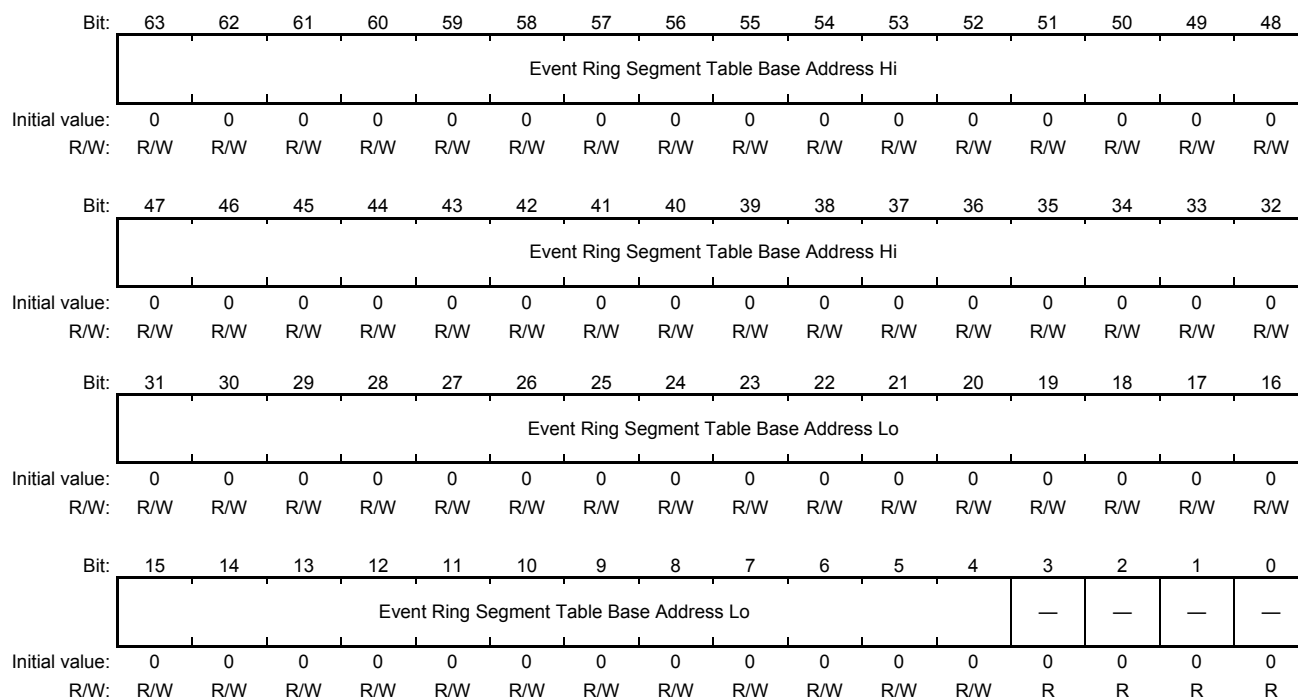 Bit: 63 62 61 60 59 58 57 56 55 54 53 52 51 50 49 48
Event Ring Segment Table Base Address Hi
Initial value: 0 0 0 0 0 0 0 0 0 0 0 0 0 0 0 0
R/W: R/W R/W R/W R/W R/W R/W R/W R/W R/W R/W R/W R/W R/W R/W R/W R/W
Bit: 47 46 45 44 43 42 41 40 39 38 37 36 35 34 33 32
Event Ring Segment Table Base Address Hi
Initial value: 0 0 0 0 0 0 0 0 0 0 0 0 0 0 0 0
R/W: R/W R/W R/W R/W R/W R/W R/W R/W R/W R/W R/W R/W R/W R/W R/W R/W
Bit: 31 30 29 28 27 26 25 24 23 22 21 20 19 18 17 16
Event Ring Segment Table Base Address Lo
Initial value: 0 0 0 0 0 0 0 0 0 0 0 0 0 0 0 0
R/W: R/W R/W R/W R/W R/W R/W R/W R/W R/W R/W R/W R/W R/W R/W R/W R/W
Bit: 15 14 13 12 11 10 9 8 7 6 5 4 3 2 1 0
Event Ring Segment Table Base Address Lo — — — —
Initial value: 0 0 0 0 0 0 0 0 0 0 0 0 0 0 0 0
R/W: R/W R/W R/W R/W R/W R/W R/W R/W R/W R/W R/W R/W R R R R